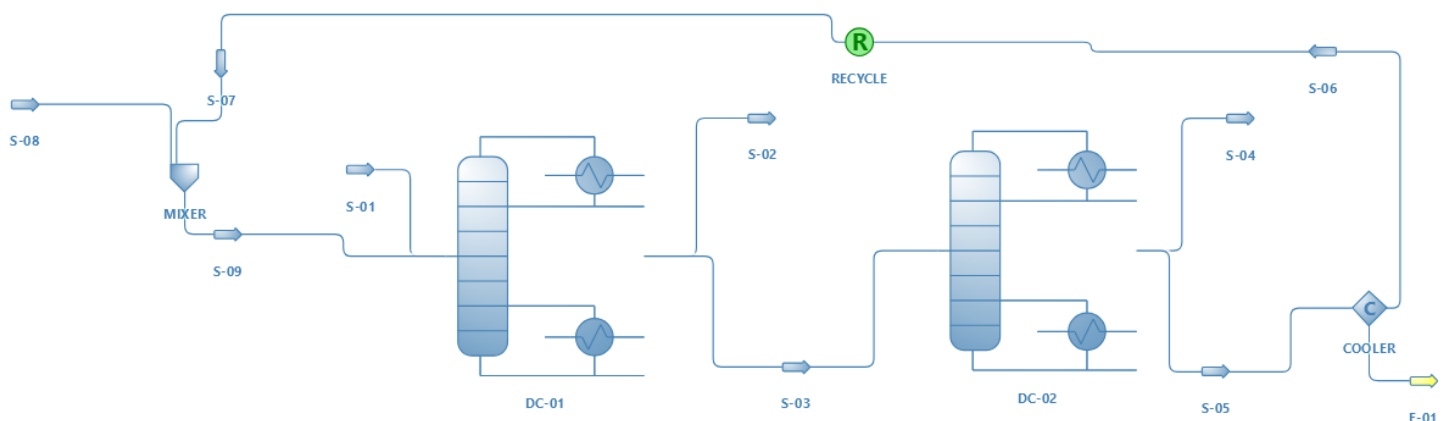 R
RECYCLE
S-06
S-07
S-08
S-02
S-04
S-01
MIXER
S-09
C
COOLER
DC-01
S-03
DC-02
S-05
E-01